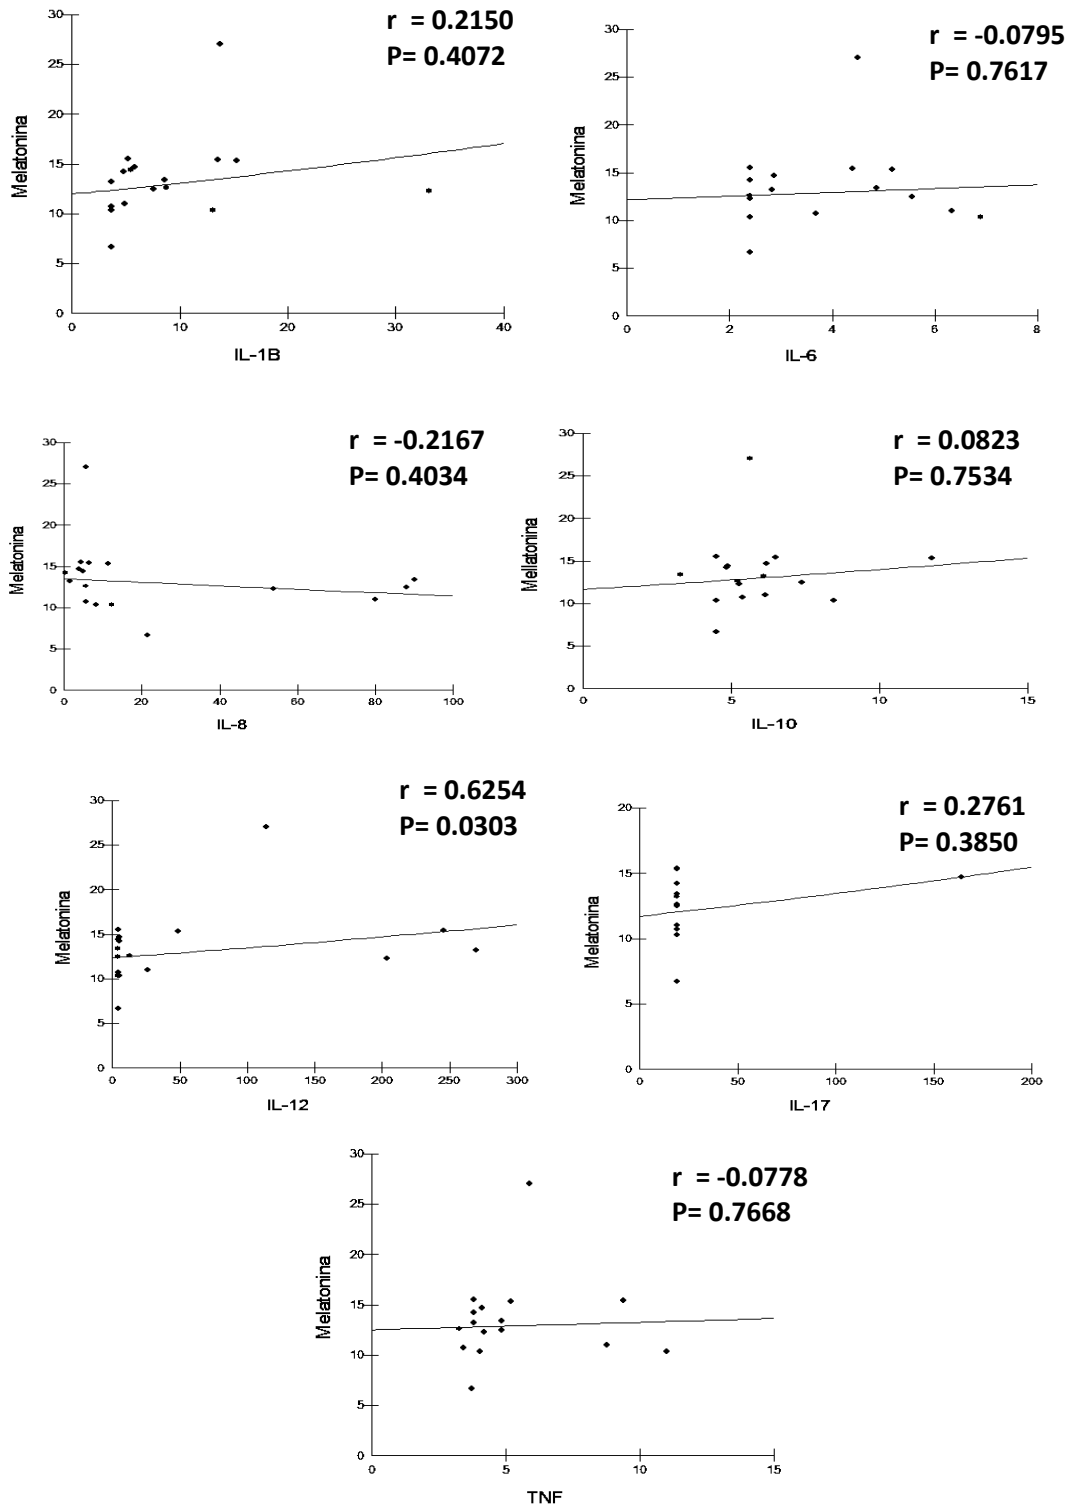 r = 0.2150
P= 0.4072
30
25
20
15
10
5
0
Melatonina
0 10 20 30 40
IL-1B
r = -0.0795
P= 0.7617
30
25
20
15
10
5
0
Melatonina
0 2 4 6 8
IL-6
r = -0.2167
P= 0.4034
30
25
20
15
10
5
0
Melatonina
0 20 40 60 80 100
IL-8
r = 0.0823
P= 0.7534
30
25
20
15
10
5
0
Melatonina
0 5 10 15
IL-10
r = 0.6254
P= 0.0303
30
25
20
15
10
5
0
Melatonina
0 50 100 150 200 250 300
IL-12
r = 0.2761
P= 0.3850
20
15
10
5
0
Melatonina
0 50 100 150 200
IL-17
r = -0.0778
P= 0.7668
30
25
20
15
10
5
0
Melatonina
0 5 10 15
TNF